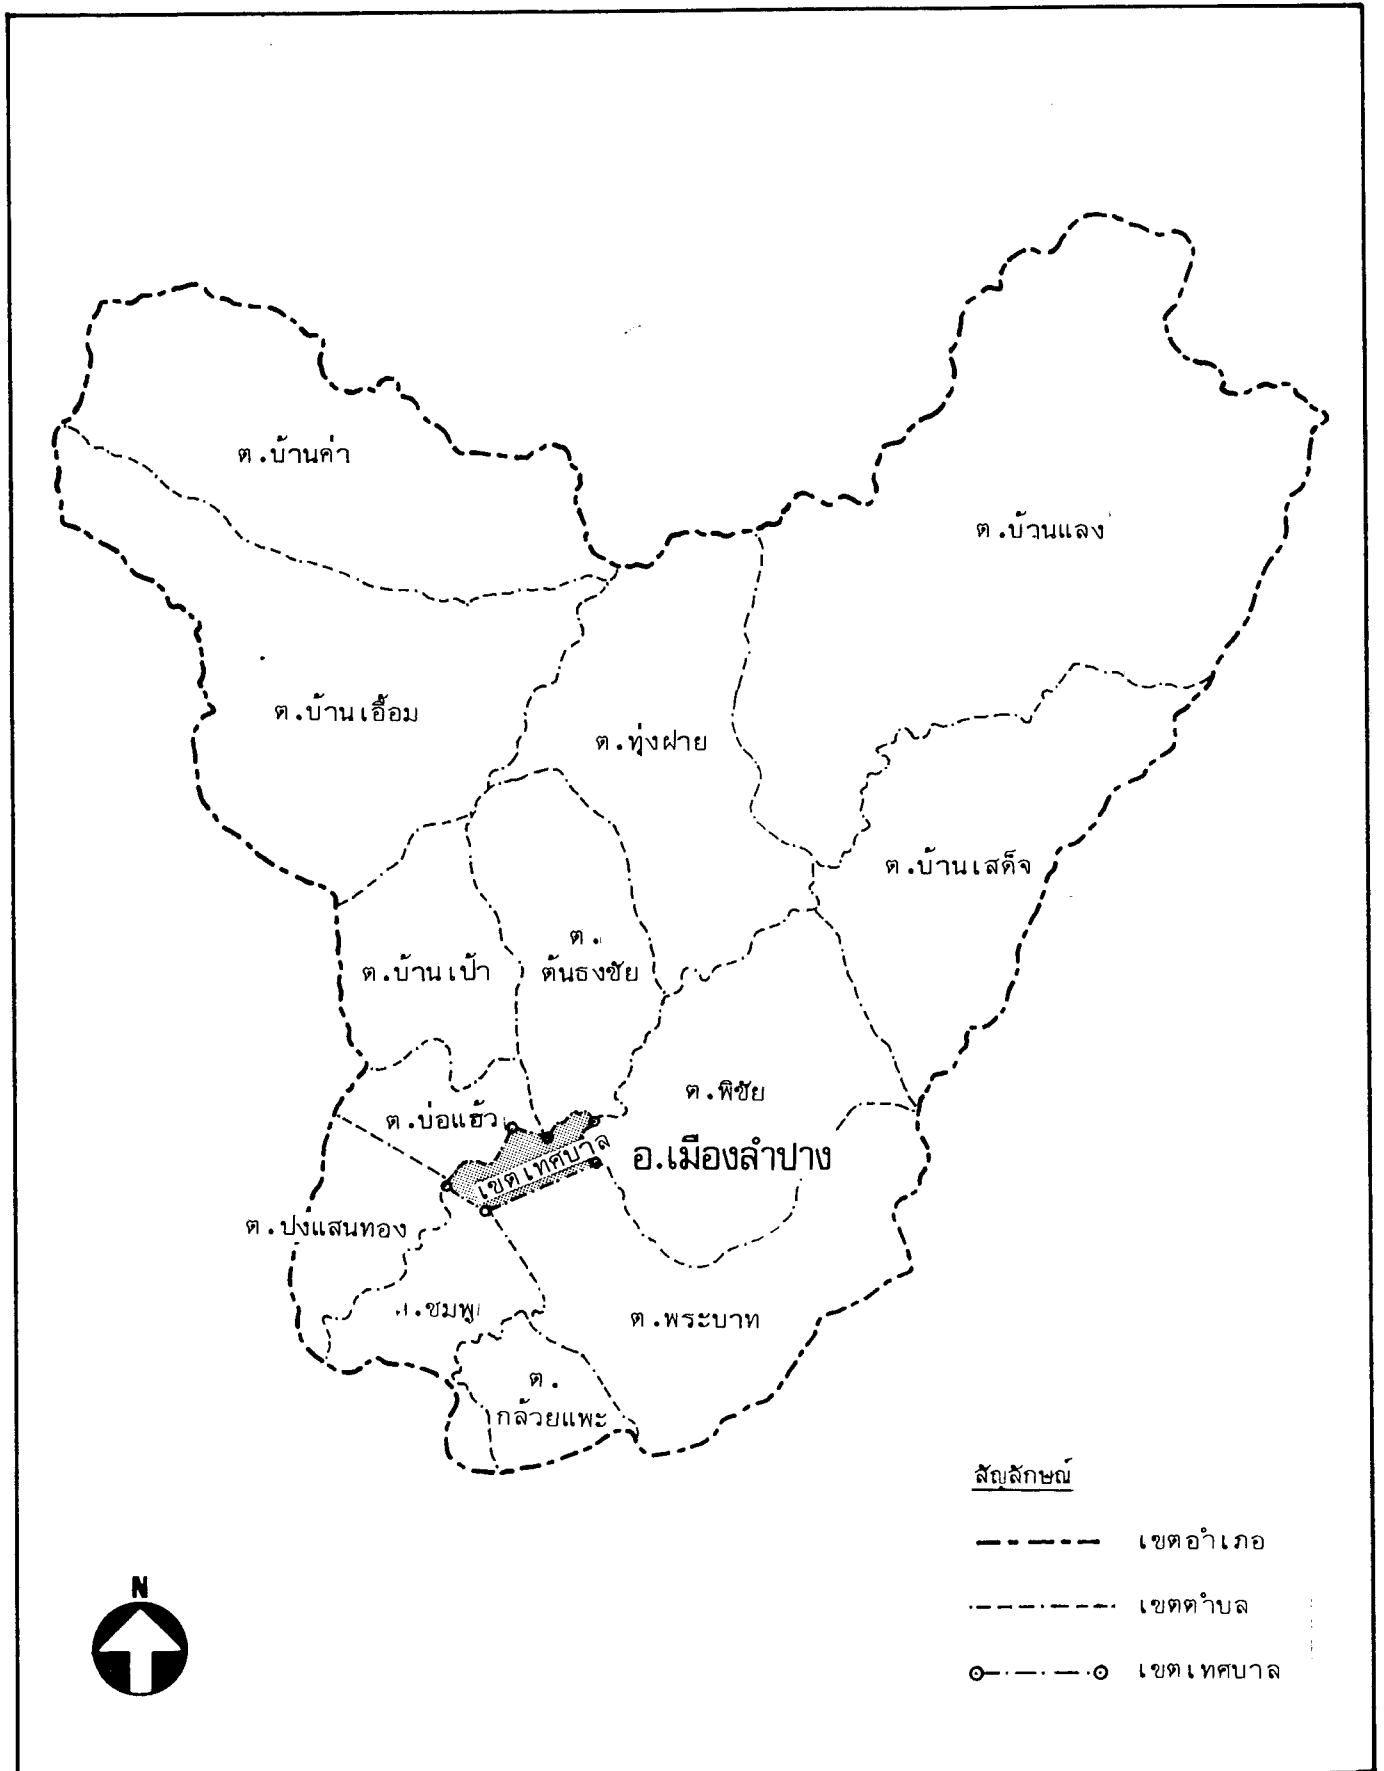 ต.บ้านค่า
ต.บ้านแลง
ต.บ้านเอื้อม
ต.ทุ่งฝาย
ต.บ้านเสด็จ
ต.
ต้นธงชัย
ต.บ้านเป้า
ต.พิชัย
ต.บ่อแฮ้ว
เขตเทศบาล
อ.เมืองลำปาง
ต.ปงแสนทอง
ต.ชมพู
ต.พระบาท
ต.
กล้วยแพะ
สัญลักษณ์
เขตอำเภอ
เขตตำบล
เขตเทศบาล
N